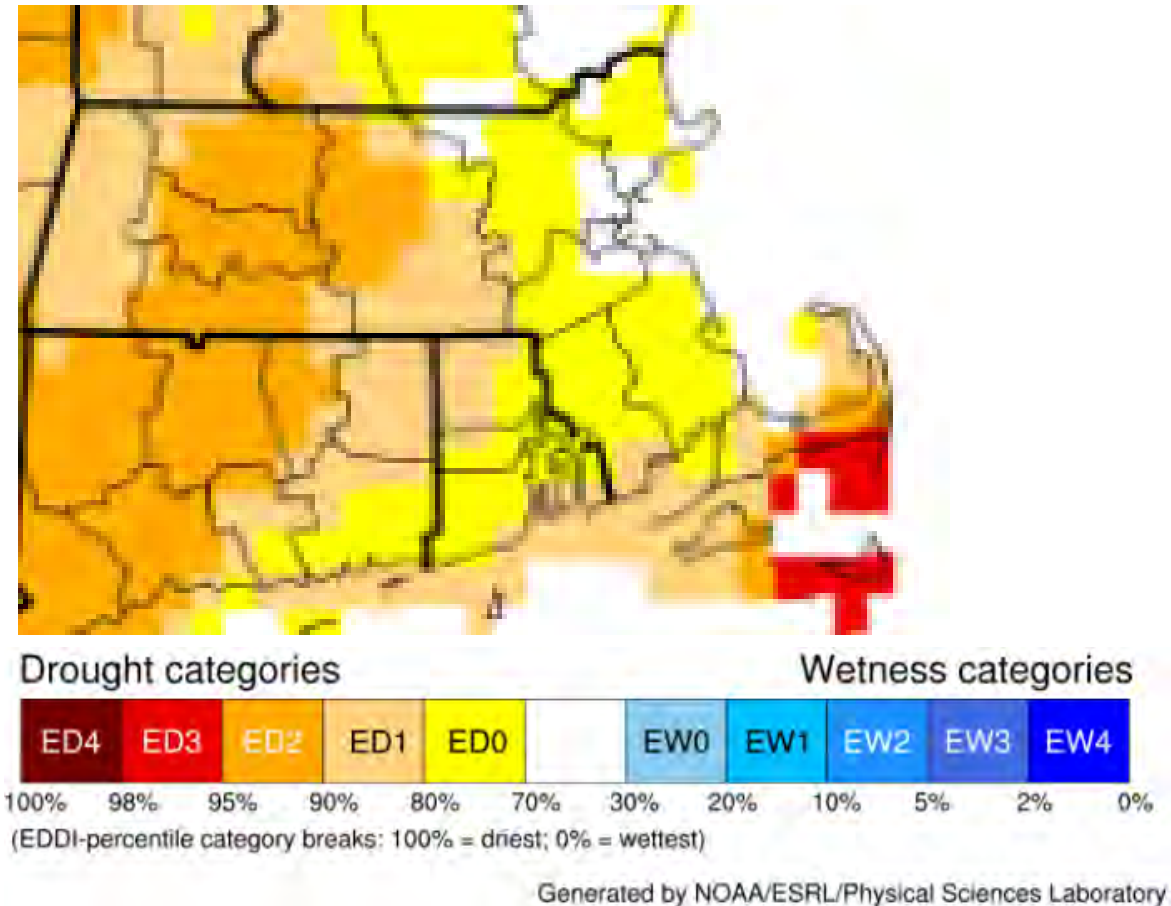 Drought categories Wetness categories
ED4 ED3 ED2 ED1 ED0 EW0 EW1 EW2 EW3 EW4
100% 98% 95% 90% 80% 70% 30% 20% 10% 5% 2% 0%
(EDDI-percentile category breaks: 100% = driest; 0% = wettest)
Generated by NOAA/ESRL/Physical Sciences Laboratory